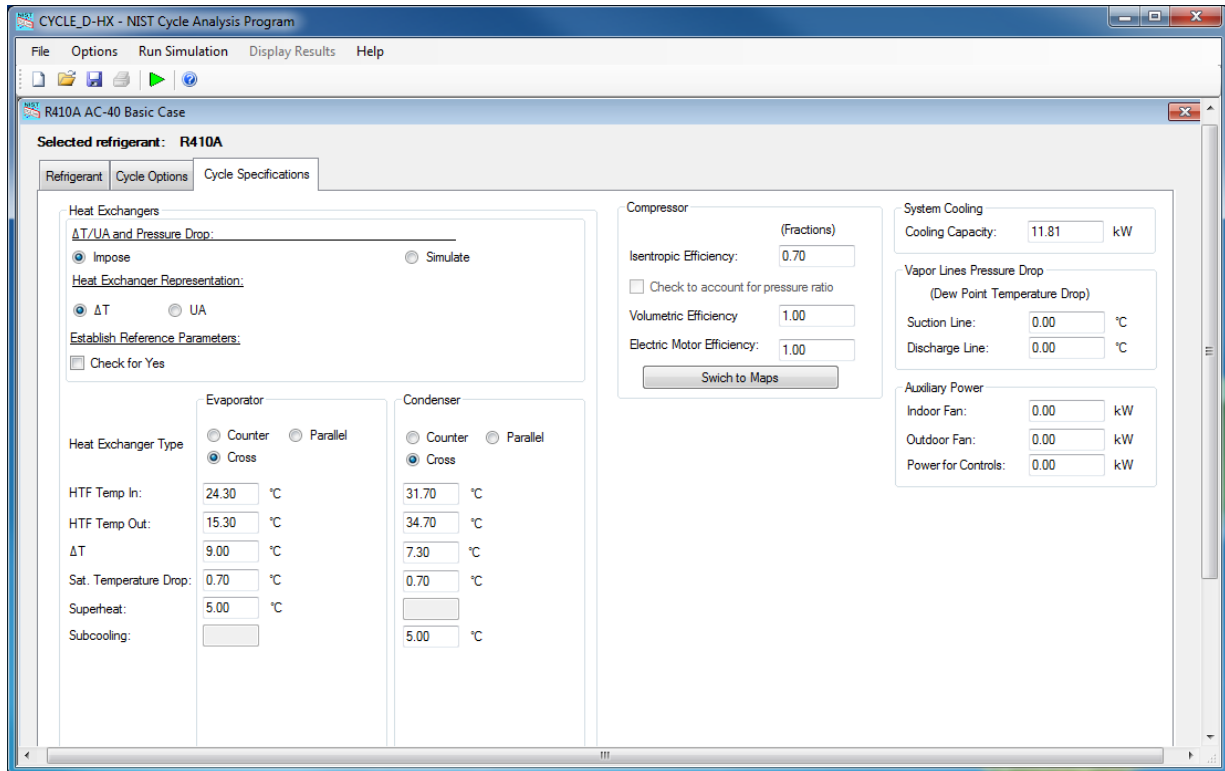 CYCLE_D-HX - NIST Cycle Analysis Program
File Options Run Simulation Display Results Help
R410A AC-40 Basic Case
Selected refrigerant: R410A
Refrigerant Cycle Options Cycle Specifications
Heat Exchangers
ΔT/UA and Pressure Drop:
Impose Simulate
Heat Exchanger Representation:
ΔT UA
Establish Reference Parameters:
Check for Yes
Evaporator Condenser
Heat Exchanger Type
Counter Parallel Counter Parallel
Cross Cross
HTF Temp In: 24.30 °C 31.70 °C
HTF Temp Out: 15.30 °C 34.70 °C
ΔT 9.00 °C 7.30 °C
Sat. Temperature Drop: 0.70 °C 0.70 °C
Superheat: 5.00 °C
Subcooling: 5.00 °C
Compressor
(Fractions)
Isentropic Efficiency: 0.70
Check to account for pressure ratio
Volumetric Efficiency 1.00
Electric Motor Efficiency: 1.00
Swich to Maps
System Cooling
Cooling Capacity: 11.81 kW
Vapor Lines Pressure Drop
(Dew Point Temperature Drop)
Suction Line: 0.00 °C
Discharge Line: 0.00 °C
Auxiliary Power
Indoor Fan: 0.00 kW
Outdoor Fan: 0.00 kW
Power for Controls: 0.00 kW